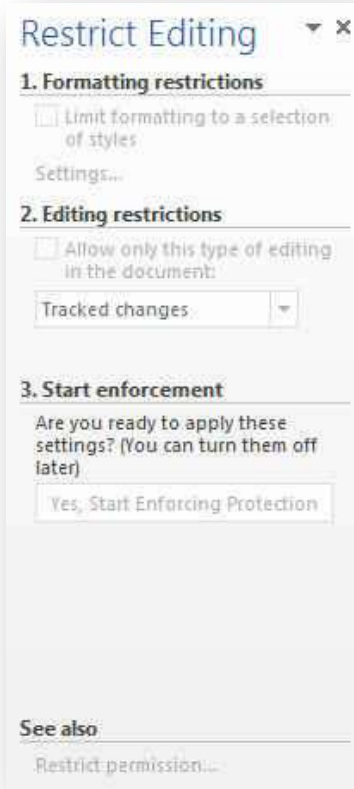 Restrict Editing
1. Formatting restrictions
Limit formatting to a selection
of styles
Settings...
2. Editing restrictions
Allow only this type of editing
in the document:
Tracked changes
3. Start enforcement
Are you ready to apply these
settings? (You can turn them off
later)
Yes, Start Enforcing Protection
See also
Restrict permission...